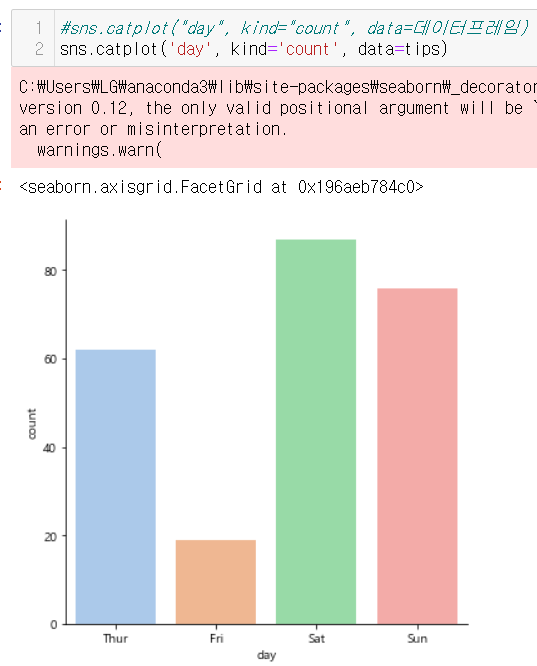 1 #sns.catplot("day", kind="count", data=데이터프레임)
2 sns.catplot('day', kind='count', data=tips)
C:₩Users₩LG₩anaconda3₩lib₩site-packages₩seaborn₩_decorator
version 0.12, the only valid positional argument will be `
an error or misinterpretation.
warnings.warn(
<seaborn.axisgrid.FacetGrid at 0x196aeb784c0>
80
60
40
20
0
count
Thur Fri Sat Sun
day